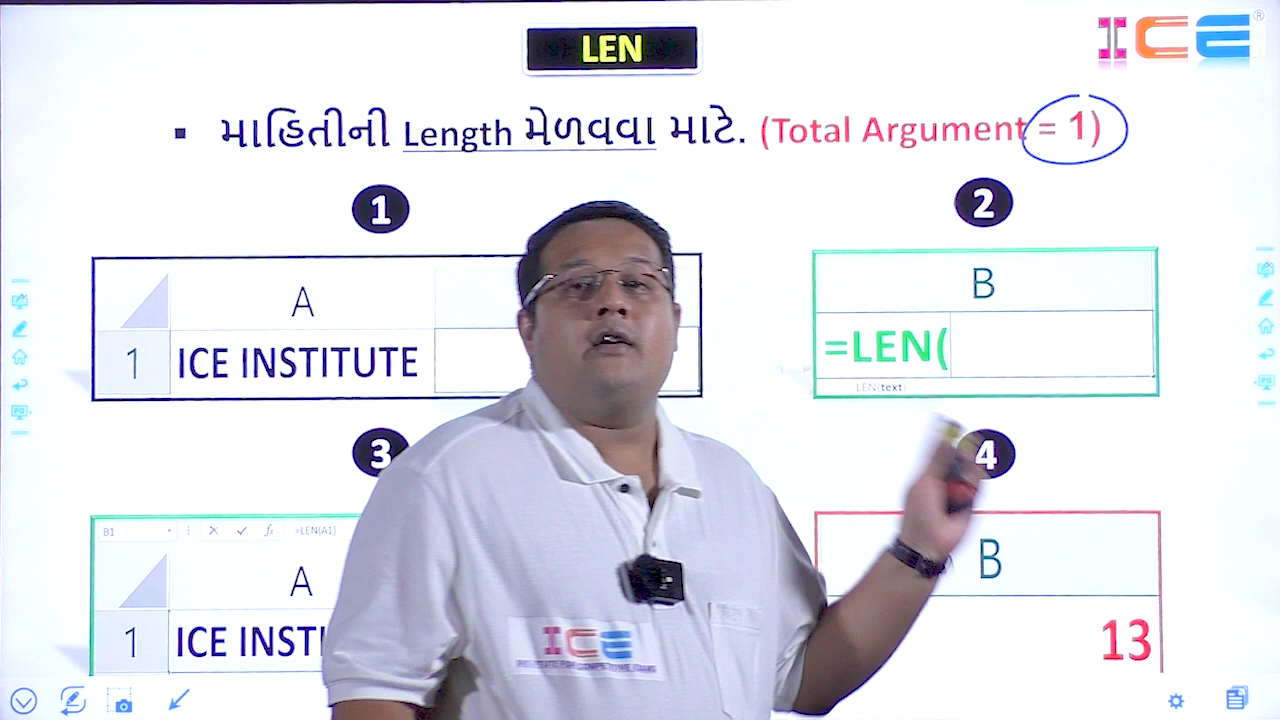 LEN
ICE ®
▪ માહિતીની Length મેળવવા માટે. (Total Argument = 1)
1
2
A
1 ICE INSTITUTE
B
=LEN(
LEN(text)
3
4
B1 fx =LEN(A1)
A
1 ICE INSTI
B
13
ICE